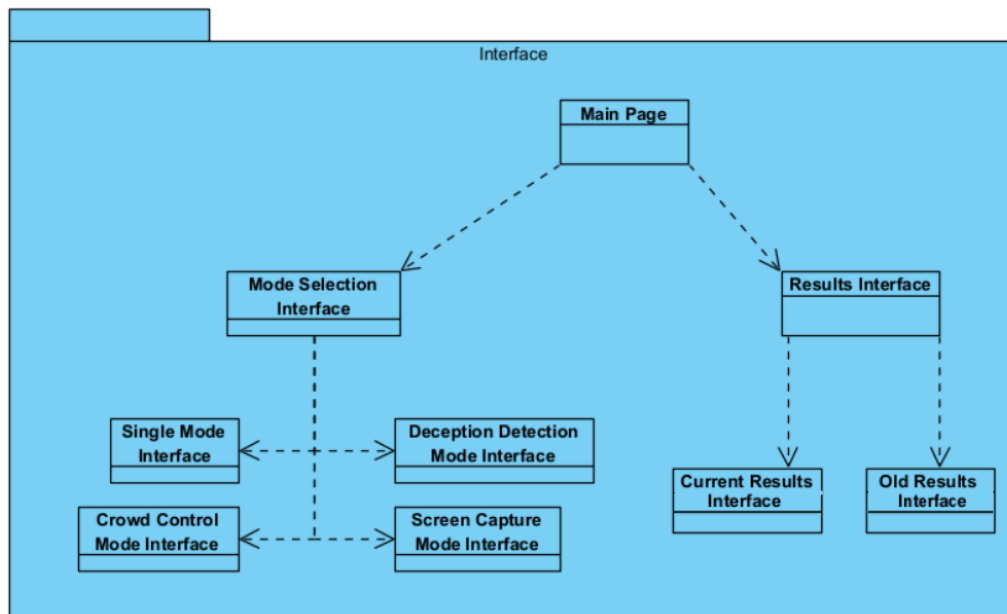 Interface
Main Page
Mode Selection
Interface
Results Interface
Single Mode
Interface
Deception Detection
Mode Interface
Crowd Control
Mode Interface
Screen Capture
Mode Interface
Current Results
Interface
Old Results
Interface